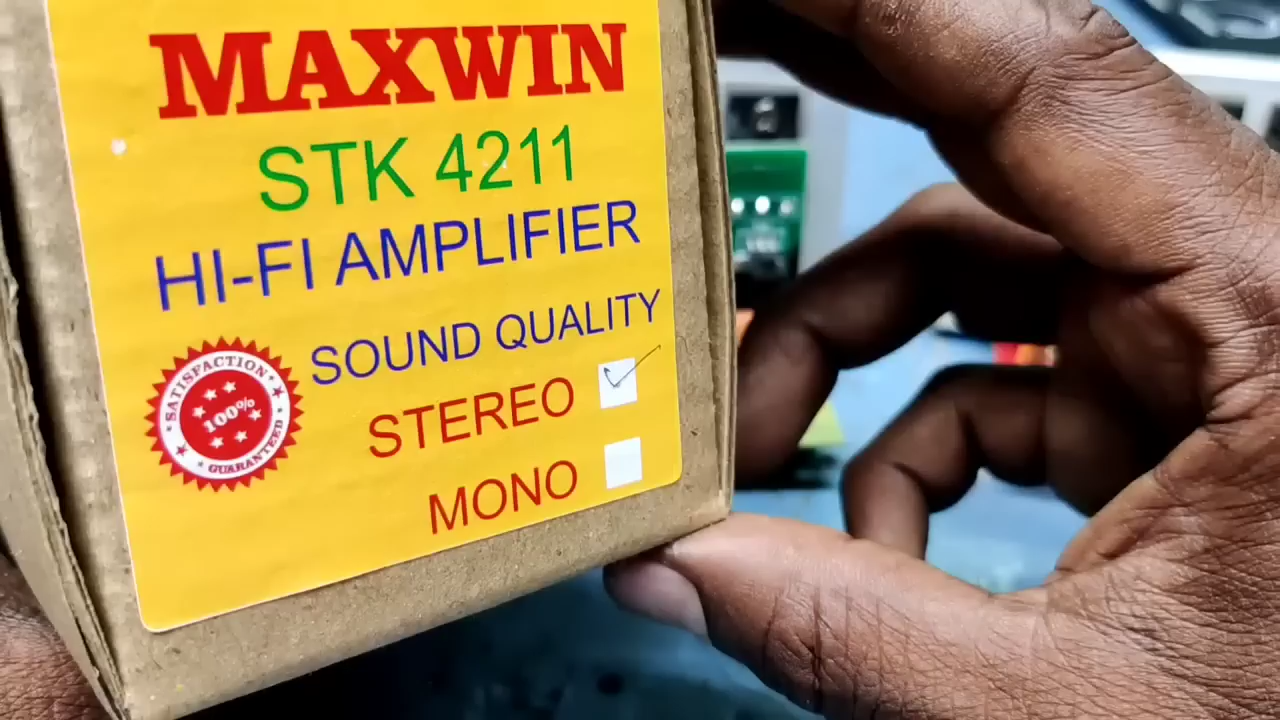 MAXWIN
STK 4211
HI-FI AMPLIFIER
SOUND QUALITY
SATISFACTION
100%
GUARANTEED
STEREO
MONO